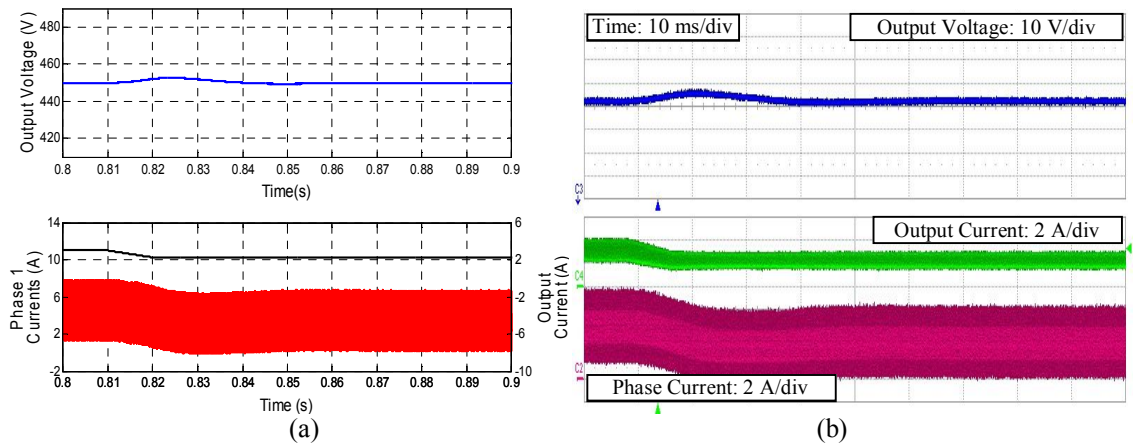 Output Voltage (V)
480
460
440
420
0.8 0.81 0.82 0.83 0.84 0.85 0.86 0.87 0.88 0.89 0.9
Time(s)
Phase 1
Currents (A)
14
10
6
2
-2
6
2
-2
-6
-10
Output
Current (A)
0.8 0.81 0.82 0.83 0.84 0.85 0.86 0.87 0.88 0.89 0.9
Time (s)
(a)
Time: 10 ms/div
Output Voltage: 10 V/div
C3
Output Current: 2 A/div
C4
C2
Phase Current: 2 A/div
(b)